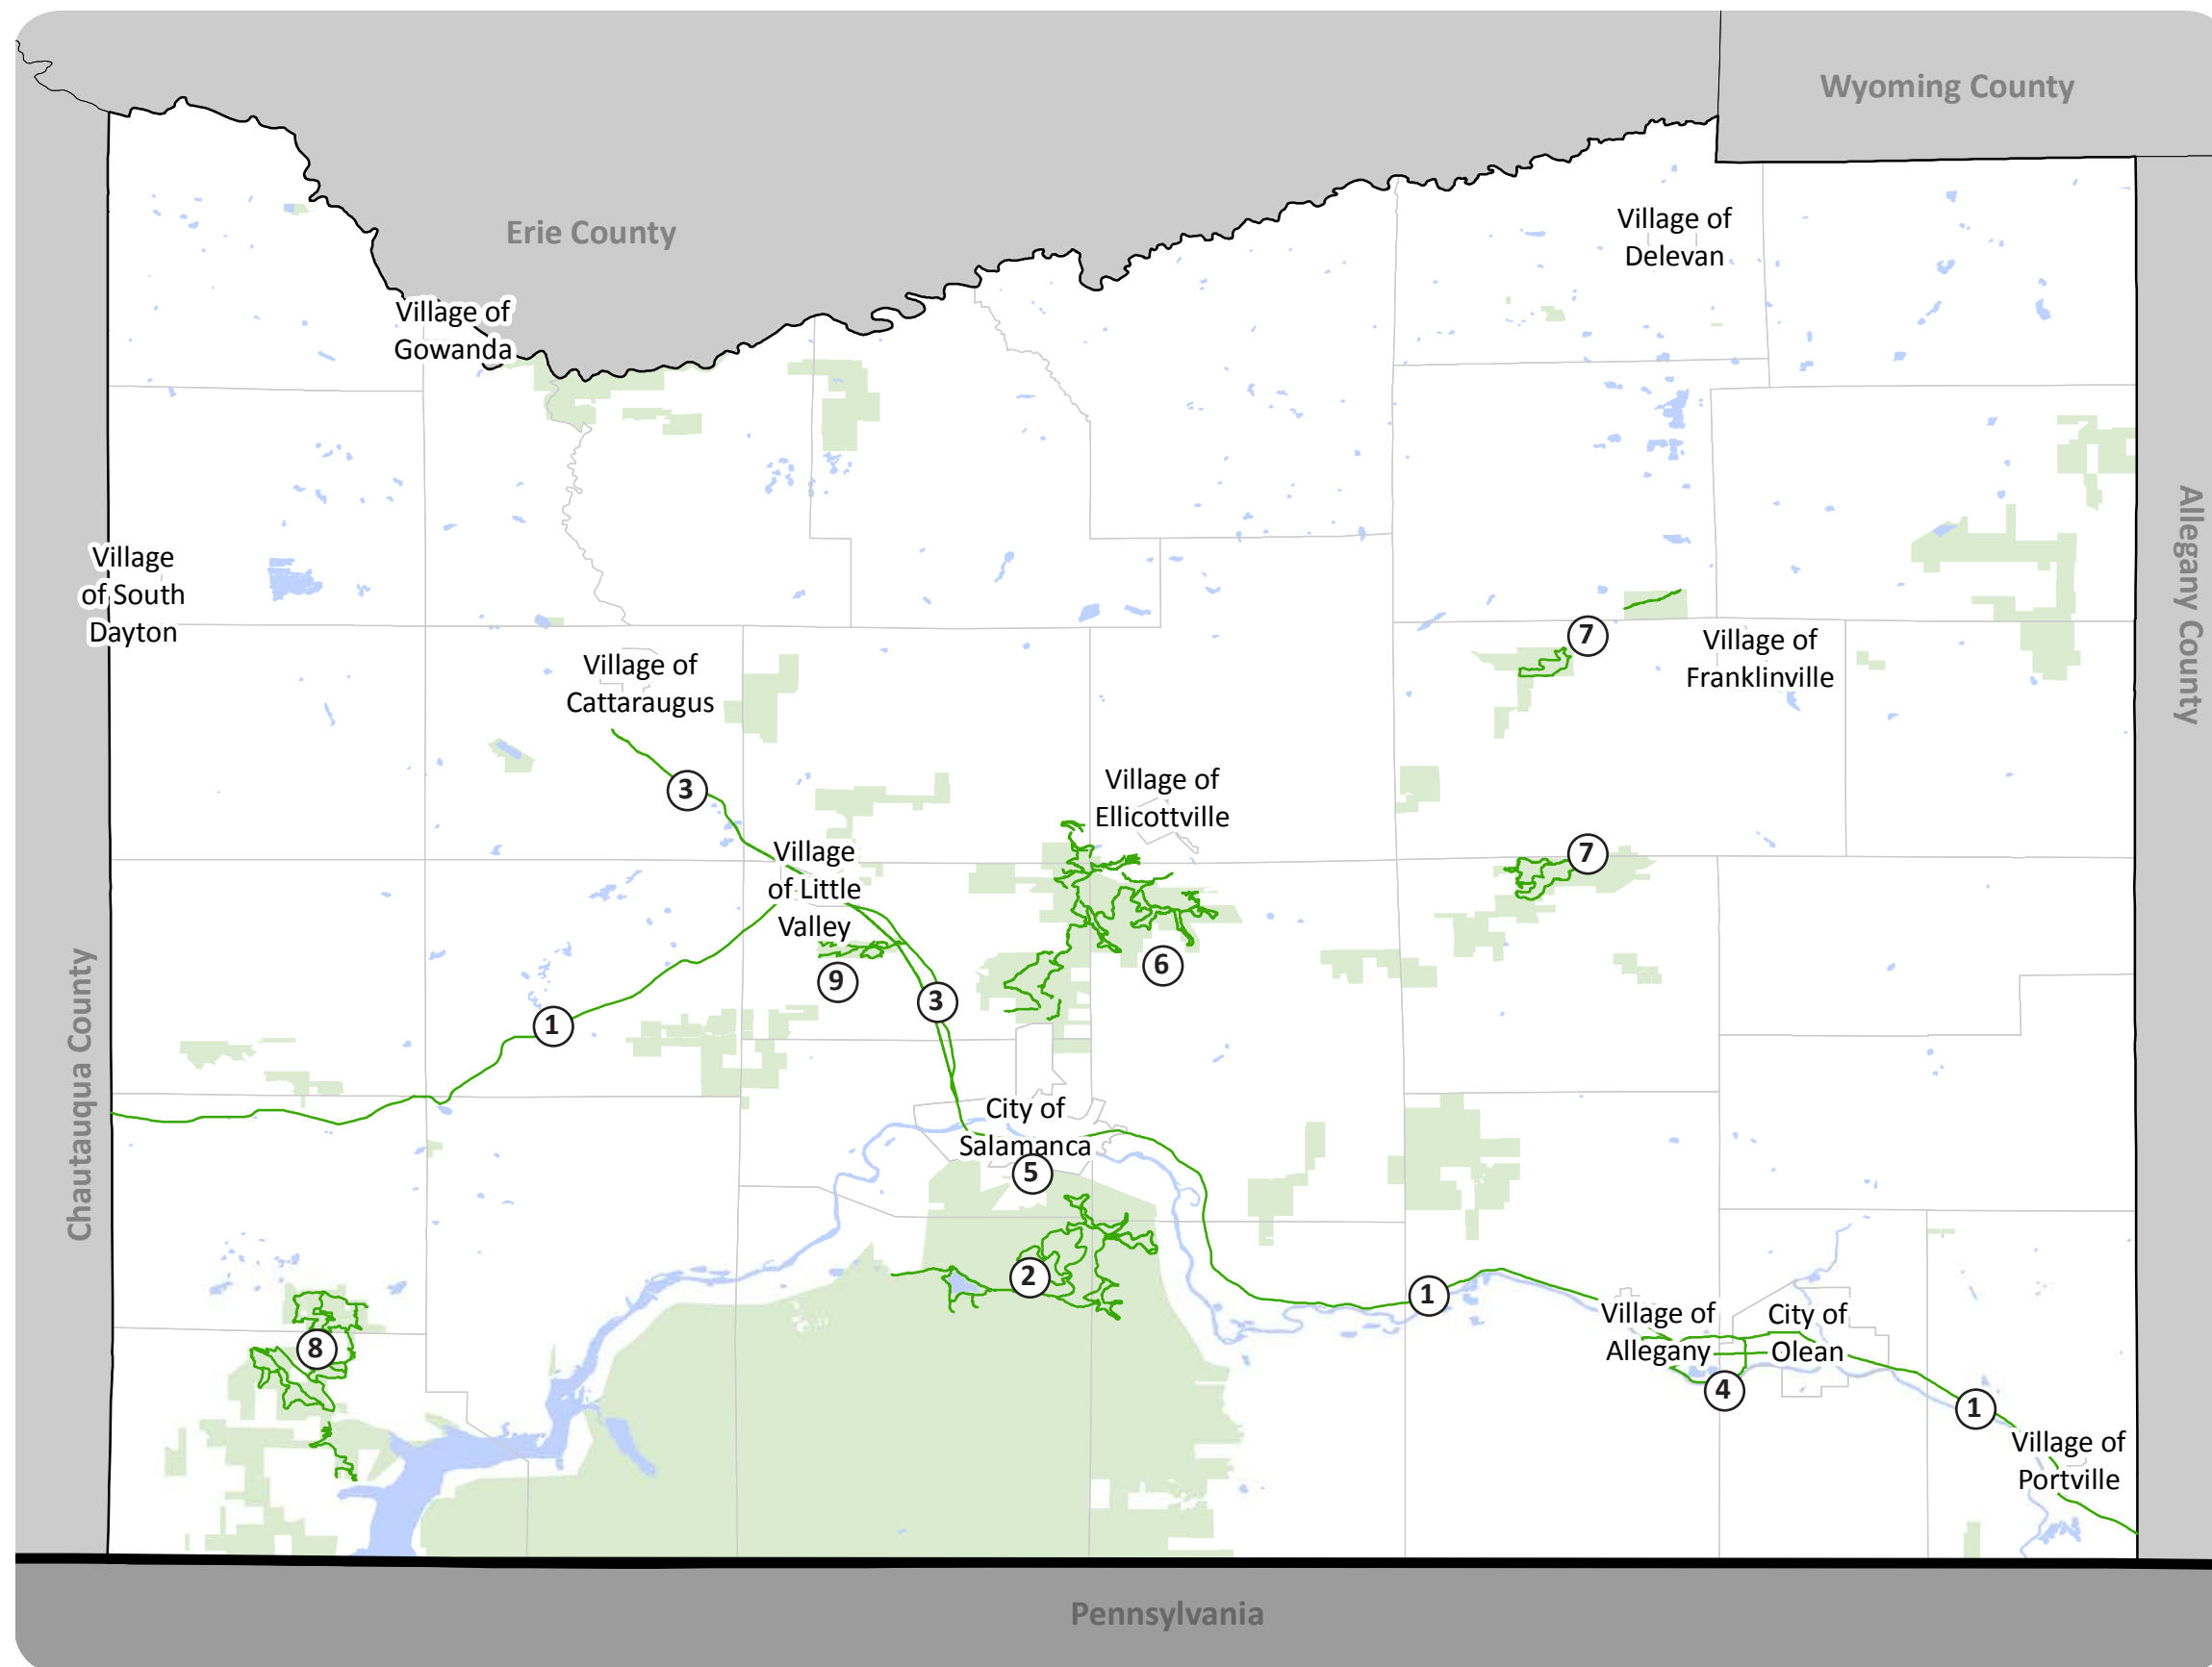 Wyoming County
Erie County
Village of
Delevan
Village of
Gowanda
Allegany County
Village
of South
Dayton
7
Village of
Franklinville
Village of
Cattaraugus
3
Village of
Ellicottville
Village
of Little
Valley
7
6
9
3
1
Chautauqua County
City of
Salamanca
5
2
1
Village of
Allegany
City of
Olean
8
4
1
Village of
Portville
Pennsylvania